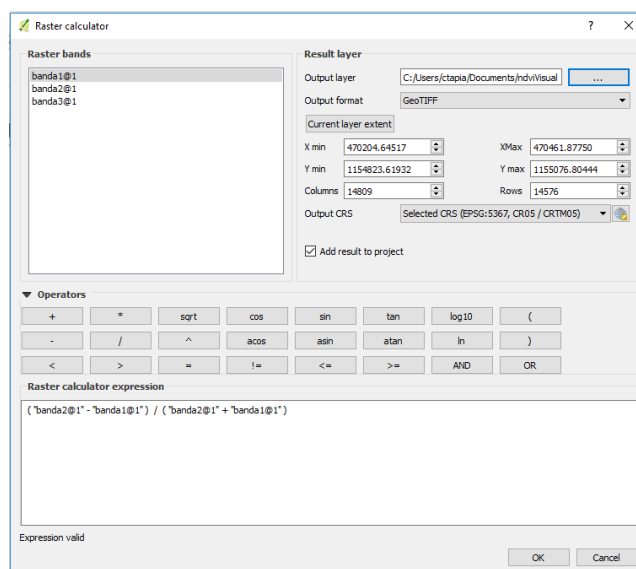 Raster calculator
? X
Raster bands
banda1@1
banda2@1
banda3@1
Result layer
Output layer C:/Users/ctapia/Documents/ndviVisual ...
Output format GeoTIFF
Current layer extent
X min 470204.64517 XMax 470461.87750
Y min 1154823.61932 Y max 1155076.80444
Columns 14809 Rows 14576
Output CRS Selected CRS (EPSG:5367, CR05 / CRTM05)
Add result to project
Operators
+ * sqrt cos sin tan log10 (
- / ^ acos asin atan ln )
< > = != <= >= AND OR
Raster calculator expression
( "banda2@1" - "banda1@1" ) / ( "banda2@1" + "banda1@1" )
Expression valid
OK Cancel